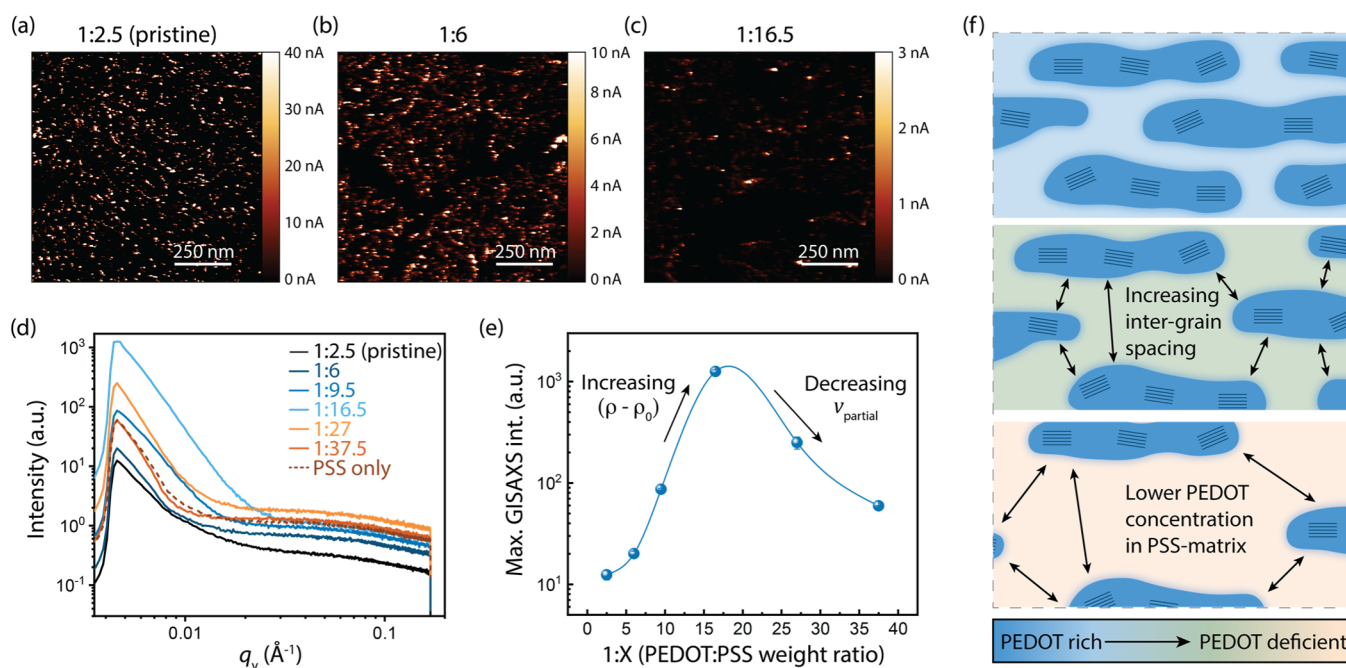 (a)
1:2.5 (pristine)
40 nA
30 nA
20 nA
10 nA
0 nA
250 nm
(b)
1:6
10 nA
8 nA
6 nA
4 nA
2 nA
0 nA
250 nm
(c)
1:16.5
3 nA
2 nA
1 nA
0 nA
250 nm
(d)
Intensity (a.u.)
10³
10²
10¹
10⁰
10⁻¹
1:2.5 (pristine)
1:6
1:9.5
1:16.5
1:27
1:37.5
PSS only
0.01
0.1
qᵧ (Å⁻¹)
(e)
Max. GISAXS int. (a.u.)
10³
10²
10¹
Increasing
(ρ - ρ₀)
Decreasing
vₚₐᵣₜᵢₐₗ
0
5
10
15
20
25
30
35
40
1:X (PEDOT:PSS weight ratio)
(f)
Increasing
inter-grain
spacing
Lower PEDOT
concentration
in PSS-matrix
PEDOT rich
PEDOT deficient